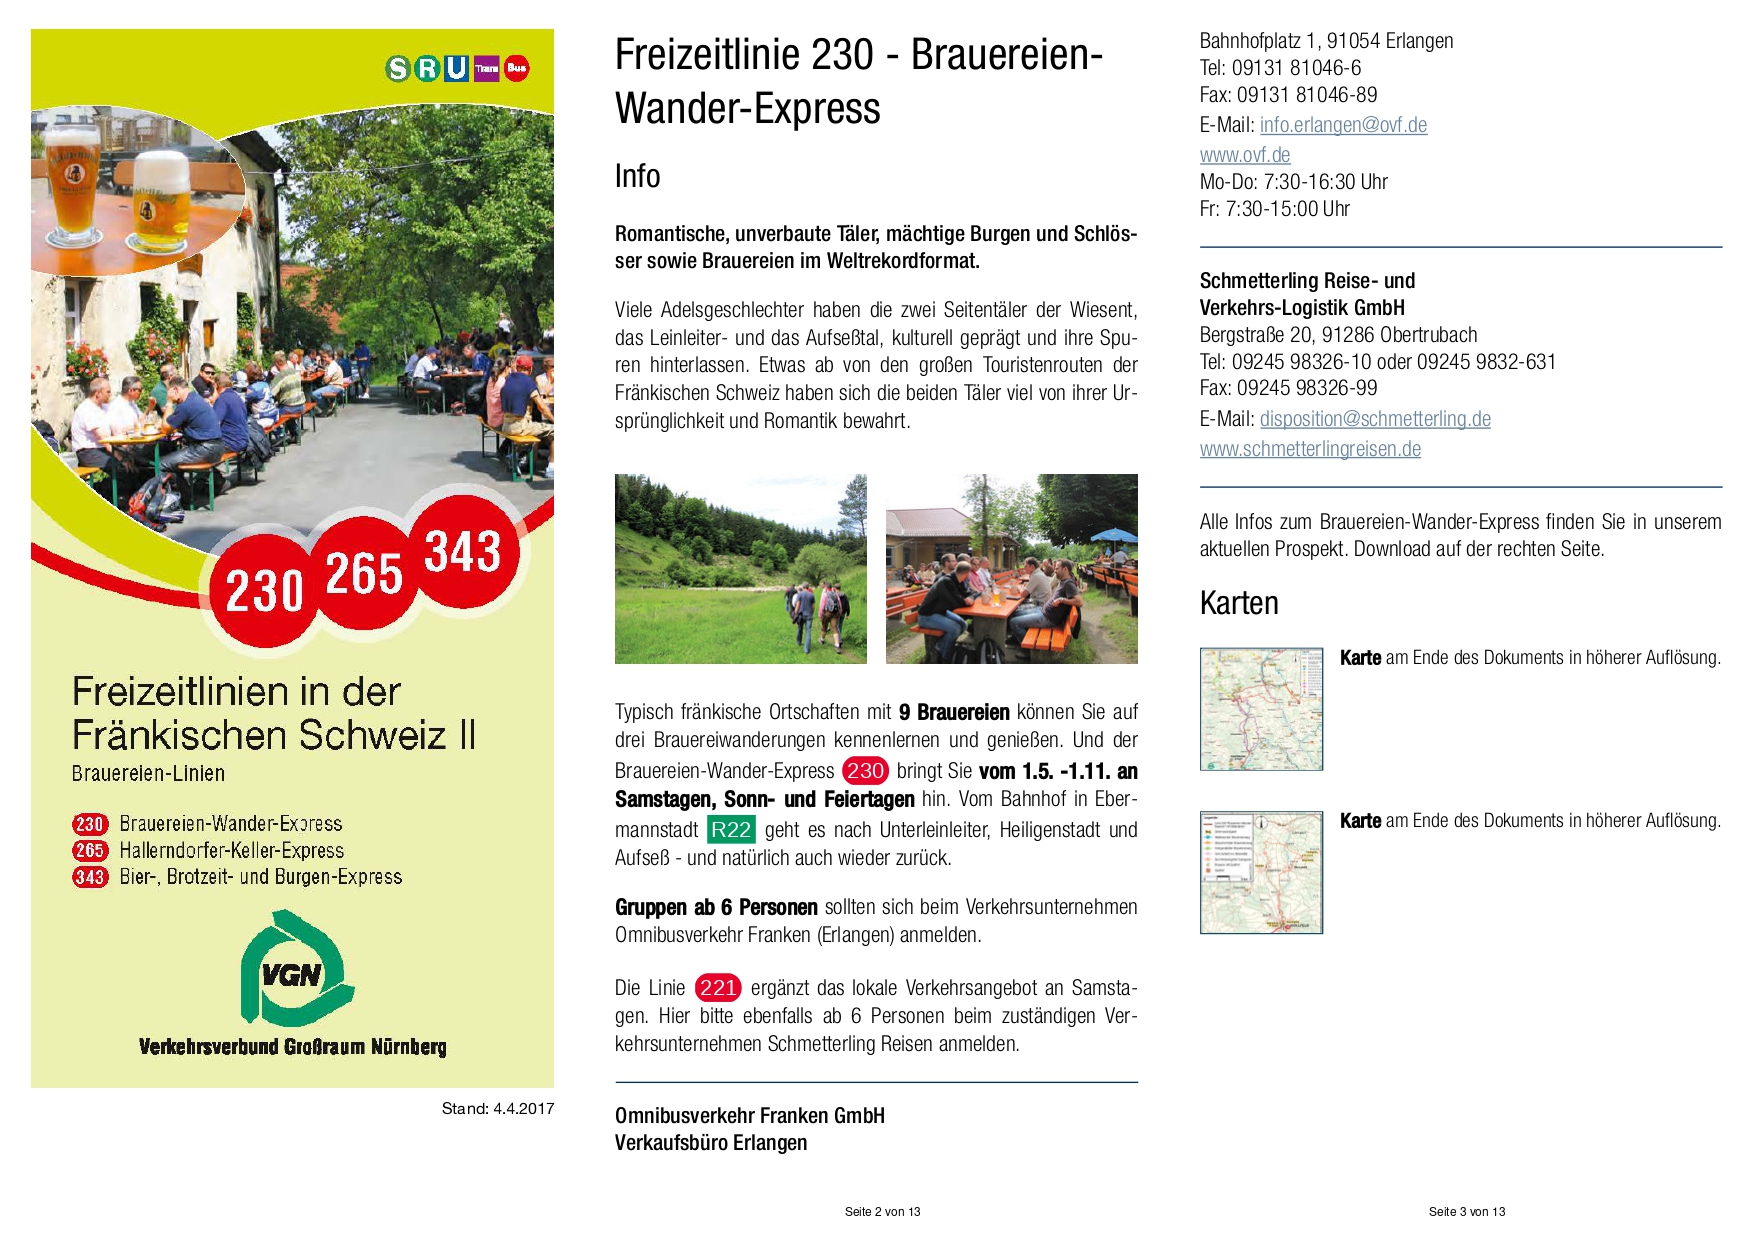 S R U Tram Bus
230 265 343
Freizeitlinien in der
Fränkischen Schweiz II
Brauereien-Linien
230 Brauereien-Wander-Express
265 Hallerndorfer-Keller-Express
343 Bier-, Brotzeit- und Burgen-Express
VGN
Verkehrsverbund Großraum Nürnberg
Stand: 4.4.2017
Freizeitlinie 230 - Brauereien-
Wander-Express
Info
Romantische, unverbaute Täler, mächtige Burgen und Schlös-
ser sowie Brauereien im Weltrekordformat.
Viele Adelsgeschlechter haben die zwei Seitentäler der Wiesent,
das Leinleiter- und das Aufseßtal, kulturell geprägt und ihre Spu-
ren hinterlassen. Etwas ab von den großen Touristenrouten der
Fränkischen Schweiz haben sich die beiden Täler viel von ihrer Ur-
sprünglichkeit und Romantik bewahrt.
Typisch fränkische Ortschaften mit 9 Brauereien können Sie auf
drei Brauereiwanderungen kennenlernen und genießen. Und der
Brauereien-Wander-Express 230 bringt Sie vom 1.5. -1.11. an
Samstagen, Sonn- und Feiertagen hin. Vom Bahnhof in Eber-
mannstadt R22 geht es nach Unterleinleiter, Heiligenstadt und
Aufseß - und natürlich auch wieder zurück.
Gruppen ab 6 Personen sollten sich beim Verkehrsunternehmen
Omnibusverkehr Franken (Erlangen) anmelden.
Die Linie 221 ergänzt das lokale Verkehrsangebot an Samsta-
gen. Hier bitte ebenfalls ab 6 Personen beim zuständigen Ver-
kehrsunternehmen Schmetterling Reisen anmelden.
Omnibusverkehr Franken GmbH
Verkaufsbüro Erlangen
Seite 2 von 13
Bahnhofplatz 1, 91054 Erlangen
Tel: 09131 81046-6
Fax: 09131 81046-89
E-Mail: info.erlangen@ovf.de
www.ovf.de
Mo-Do: 7:30-16:30 Uhr
Fr: 7:30-15:00 Uhr
Schmetterling Reise- und
Verkehrs-Logistik GmbH
Bergstraße 20, 91286 Obertrubach
Tel: 09245 98326-10 oder 09245 9832-631
Fax: 09245 98326-99
E-Mail: disposition@schmetterling.de
www.schmetterlingreisen.de
Alle Infos zum Brauereien-Wander-Express finden Sie in unserem
aktuellen Prospekt. Download auf der rechten Seite.
Karten
Karte am Ende des Dokuments in höherer Auflösung.
Karte am Ende des Dokuments in höherer Auflösung.
Seite 3 von 13